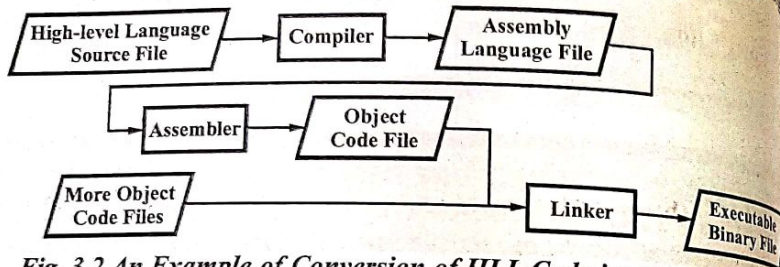 High-level Language
Source File
Compiler
Assembly
Language File
Assembler
Object
Code File
More Object
Code Files
Linker
Executable
Binary File
Fig. 3.2 An Example of Conversion of HLL Code